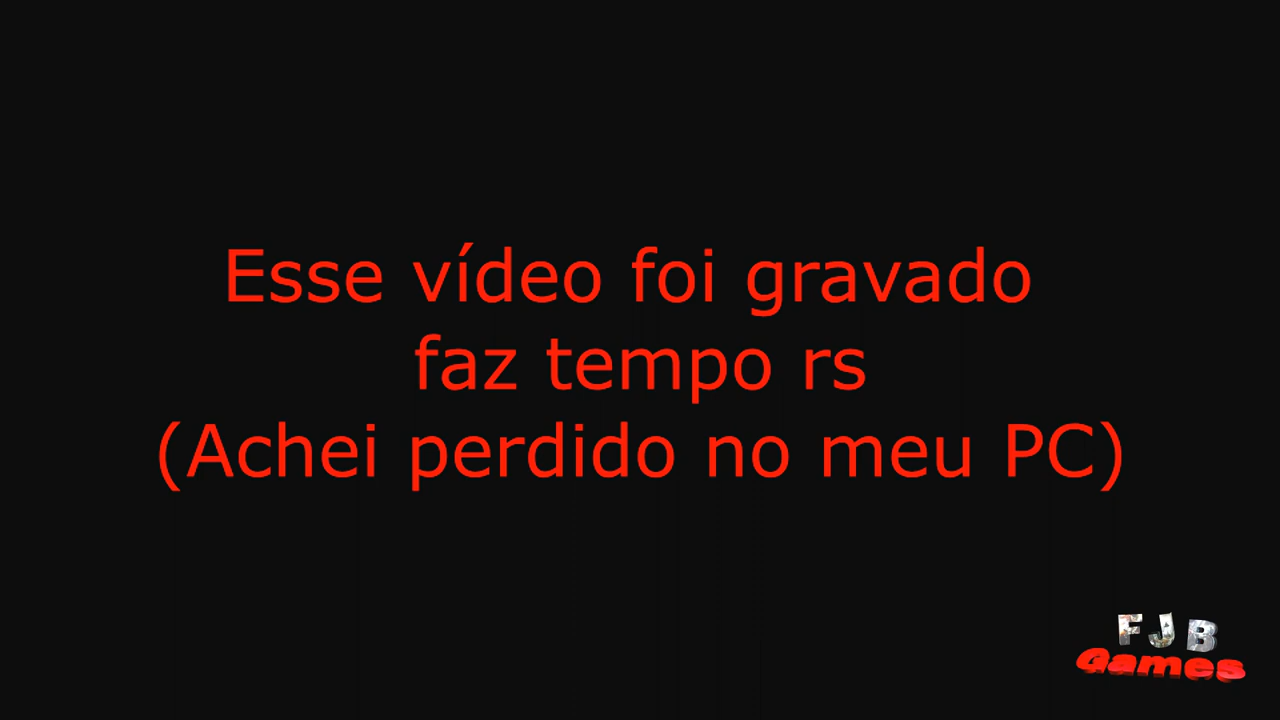 Esse vídeo foi gravado
faz tempo rs
(Achei perdido no meu PC)
FJB
Games